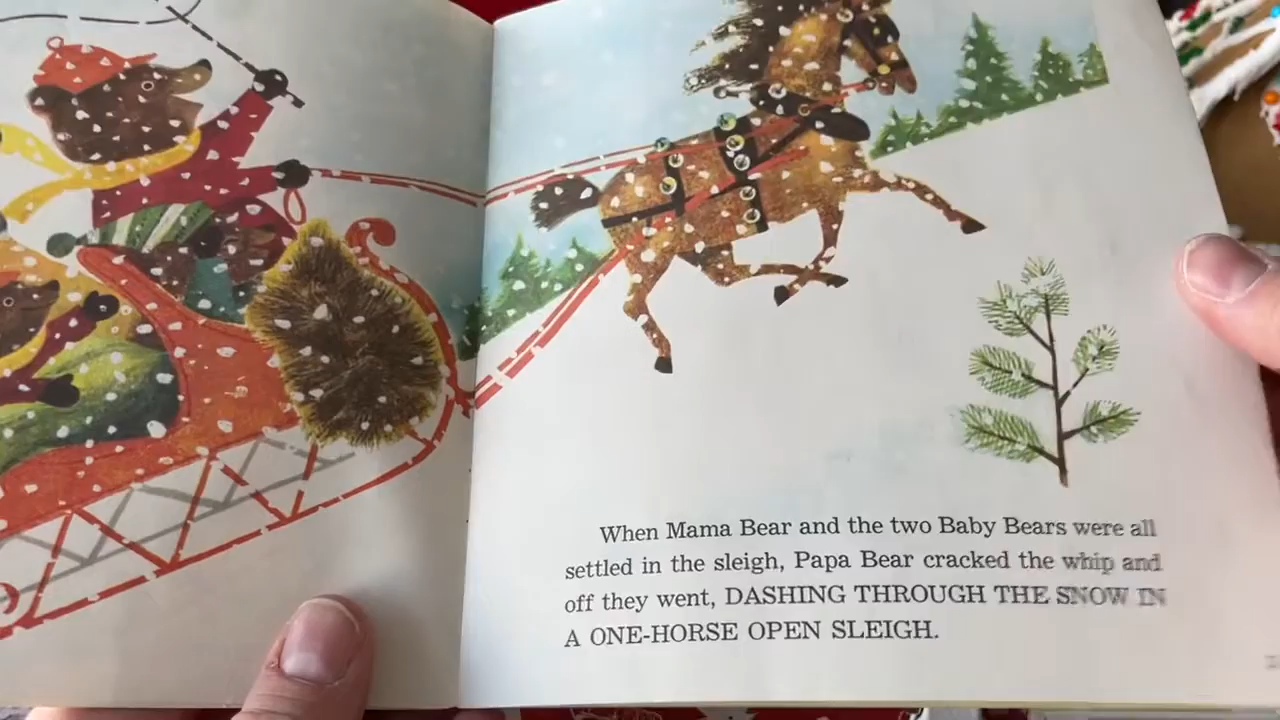 When Mama Bear and the two Baby Bears were all
settled in the sleigh, Papa Bear cracked the whip and
off they went, DASHING THROUGH THE SNOW IN
A ONE-HORSE OPEN SLEIGH.